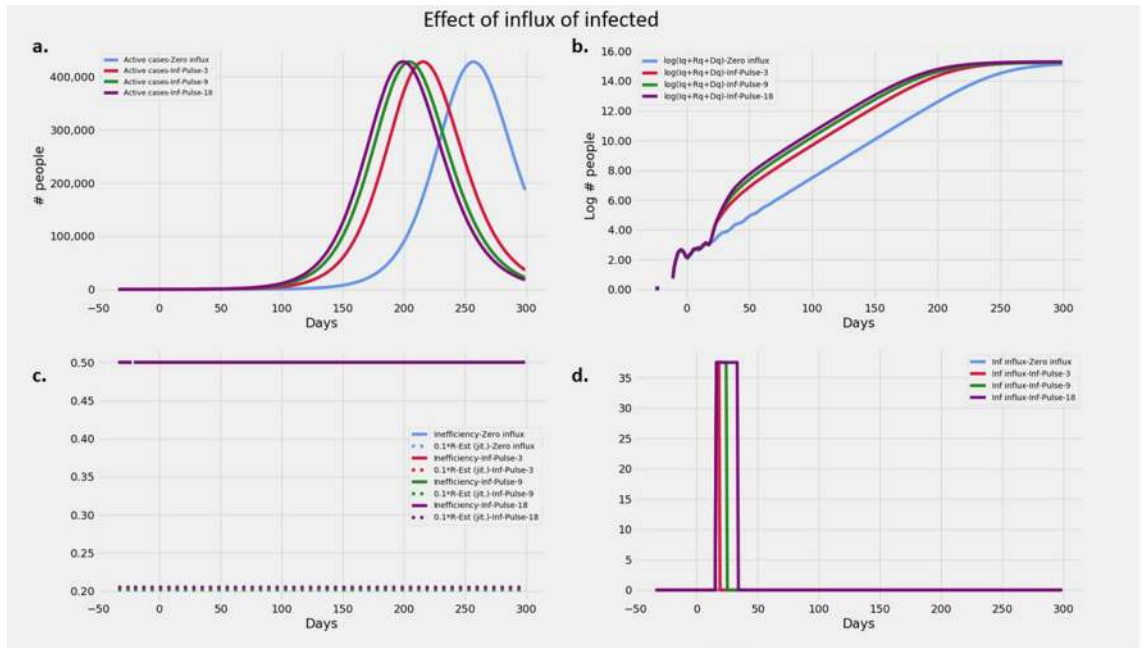 Effect of influx of infected
a.
Active cases-Zero influx
Active cases-Inf-Pulse-3
Active cases-Inf-Pulse-9
Active cases-Inf-Pulse-18
400,000
300,000
200,000
100,000
0
# people
−50 0 50 100 150 200 250 300
Days
b.
log(Iq+Rq+Dq)-Zero influx
log(Iq+Rq+Dq)-Inf-Pulse-3
log(Iq+Rq+Dq)-Inf-Pulse-9
log(Iq+Rq+Dq)-Inf-Pulse-18
16.00
14.00
12.00
10.00
8.00
6.00
4.00
2.00
0.00
Log # people
0 50 100 150 200 250 300
Days
c.
0.50
0.45
0.40
0.35
0.30
0.25
0.20
Inefficiency-Zero influx
0.1*R-Est (jit.)-Zero influx
Inefficiency-Inf-Pulse-3
0.1*R-Est (jit.)-Inf-Pulse-3
Inefficiency-Inf-Pulse-9
0.1*R-Est (jit.)-Inf-Pulse-9
Inefficiency-Inf-Pulse-18
0.1*R-Est (jit.)-Inf-Pulse-18
−50 0 50 100 150 200 250 300
Days
d.
Inf influx-Zero influx
Inf influx-Inf-Pulse-3
Inf influx-Inf-Pulse-9
Inf influx-Inf-Pulse-18
35
30
25
20
15
10
5
0
−50 0 50 100 150 200 250 300
Days